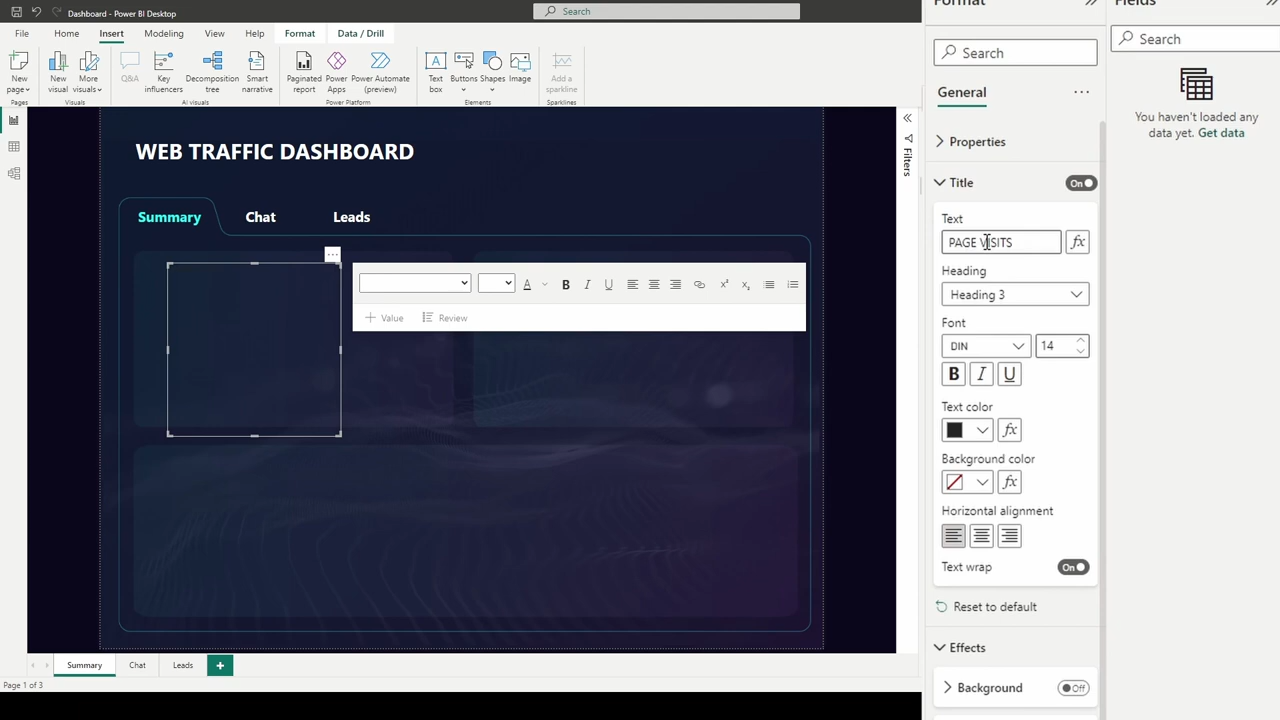 Dashboard - Power BI Desktop
Search
File Home Insert Modeling View Help Format Data / Drill
New page
New visual
More visuals
Q&A
Key influencers
Decomposition tree
Smart narrative
Paginated report
Power Apps
Power Automate (preview)
Text box
Buttons
Shapes
Image
Add a sparkline
Pages
Visuals
AI visuals
Power Platform
Elements
Sparklines
WEB TRAFFIC DASHBOARD
Summary Chat Leads
Value Review
Filters
Summary Chat Leads
Page 1 of 3
Format
Search
General
Properties
Title On
Text
PAGE VISITS
Heading
Heading 3
Font
DIN 14
B I U
Text color
Background color
Horizontal alignment
Text wrap On
Reset to default
Effects
Background Off
Fields
Search
You haven't loaded any
data yet. Get data